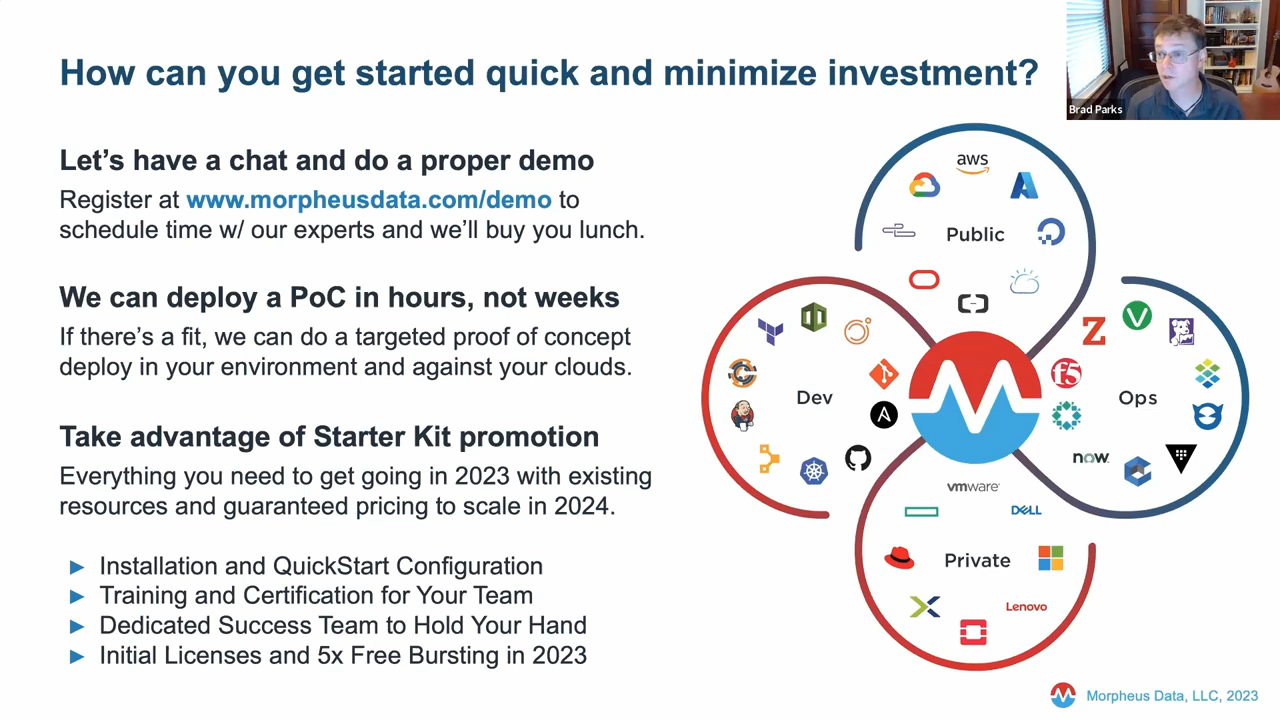 How can you get started quick and minimize investment?
Brad Parks
Let's have a chat and do a proper demo
Register at www.morpheusdata.com/demo to
schedule time w/ our experts and we'll buy you lunch.
We can deploy a PoC in hours, not weeks
If there's a fit, we can do a targeted proof of concept
deploy in your environment and against your clouds.
Take advantage of Starter Kit promotion
Everything you need to get going in 2023 with existing
resources and guaranteed pricing to scale in 2024.
► Installation and QuickStart Configuration
► Training and Certification for Your Team
► Dedicated Success Team to Hold Your Hand
► Initial Licenses and 5x Free Bursting in 2023
aws
Public
Dev
A
Z
V
f5
Ops
now.
vmware
DELL
Private
Lenovo
M
Morpheus Data, LLC, 2023